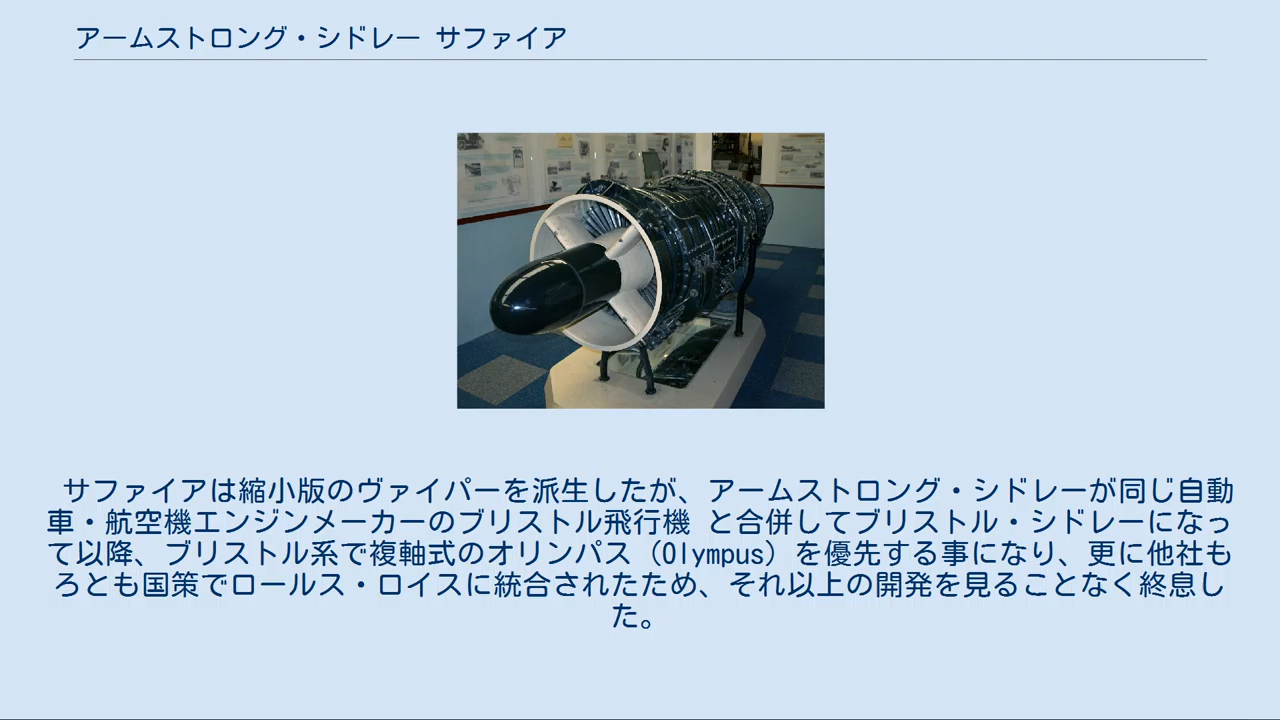 アームストロング・シドレー サファイア
サファイアは縮小版のヴァイパーを派生したが、アームストロング・シドレーが同じ自動
車・航空機エンジンメーカーのブリストル飛行機 と合併してブリストル・シドレーになっ
て以降、ブリストル系で複軸式のオリンパス（Olympus）を優先する事になり、更に他社も
ろとも国策でロールス・ロイスに統合されたため、それ以上の開発を見ることなく終息し
た。